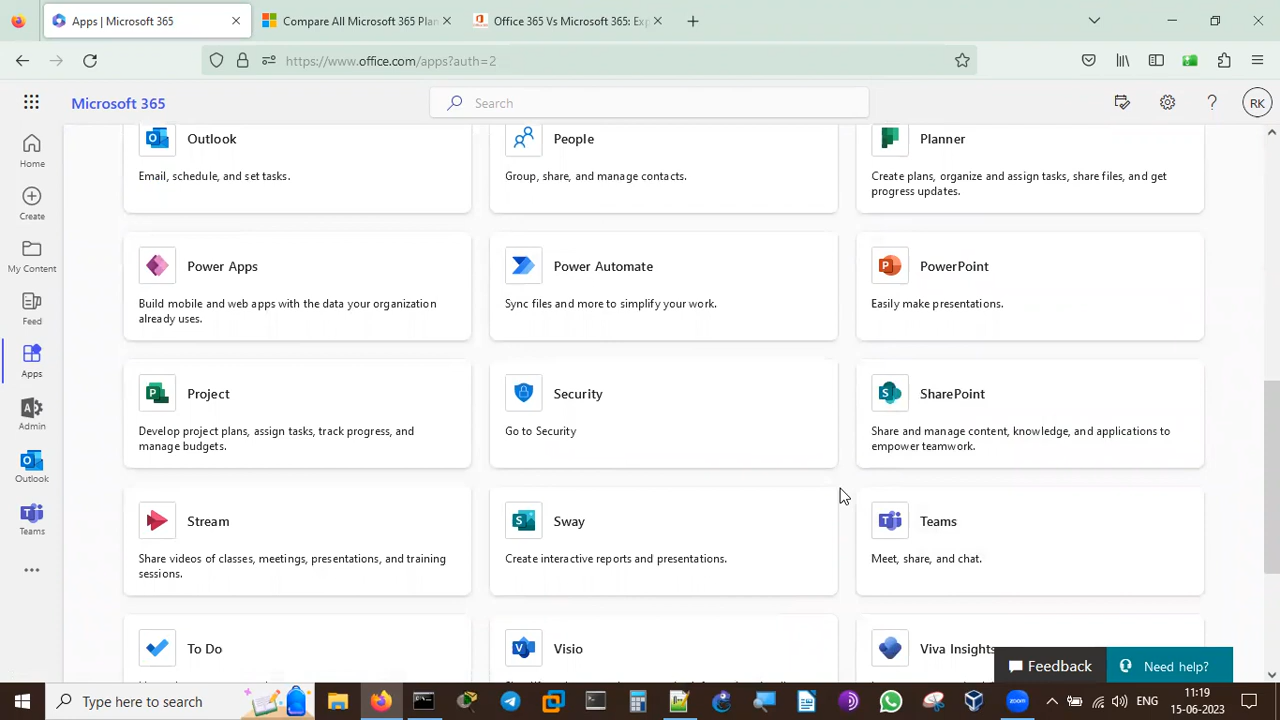 Apps | Microsoft 365
Compare All Microsoft 365 Plan
Office 365 Vs Microsoft 365: Exp
https://www.office.com/apps?auth=2
Microsoft 365
Search
RK
Home
Create
My Content
Feed
Apps
Admin
Outlook
Teams
Outlook
Email, schedule, and set tasks.
People
Group, share, and manage contacts.
Planner
Create plans, organize and assign tasks, share files, and get
progress updates.
Power Apps
Build mobile and web apps with the data your organization
already uses.
Power Automate
Sync files and more to simplify your work.
PowerPoint
Easily make presentations.
Project
Develop project plans, assign tasks, track progress, and
manage budgets.
Security
Go to Security
SharePoint
Share and manage content, knowledge, and applications to
empower teamwork.
Stream
Share videos of classes, meetings, presentations, and training
sessions.
Sway
Create interactive reports and presentations.
Teams
Meet, share, and chat.
To Do
Visio
Viva Insights
Feedback
Need help?
Type here to search
zoom
ENG
11:19
15-06-2023